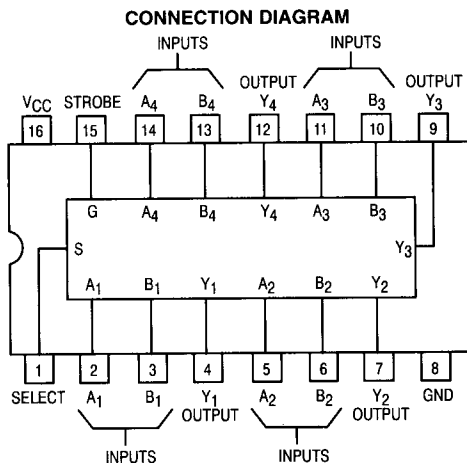 CONNECTION DIAGRAM
INPUTS INPUTS
OUTPUT OUTPUT
VCC STROBE A4 B4 Y4 A3 B3 Y3
16 15 14 13 12 11 10 9
G A4 B4 Y4 A3 B3
S Y3
A1 B1 Y1 A2 B2 Y2
1 2 3 4 5 6 7 8
SELECT A1 B1 Y1 A2 B2 Y2 GND
OUTPUT OUTPUT
INPUTS INPUTS